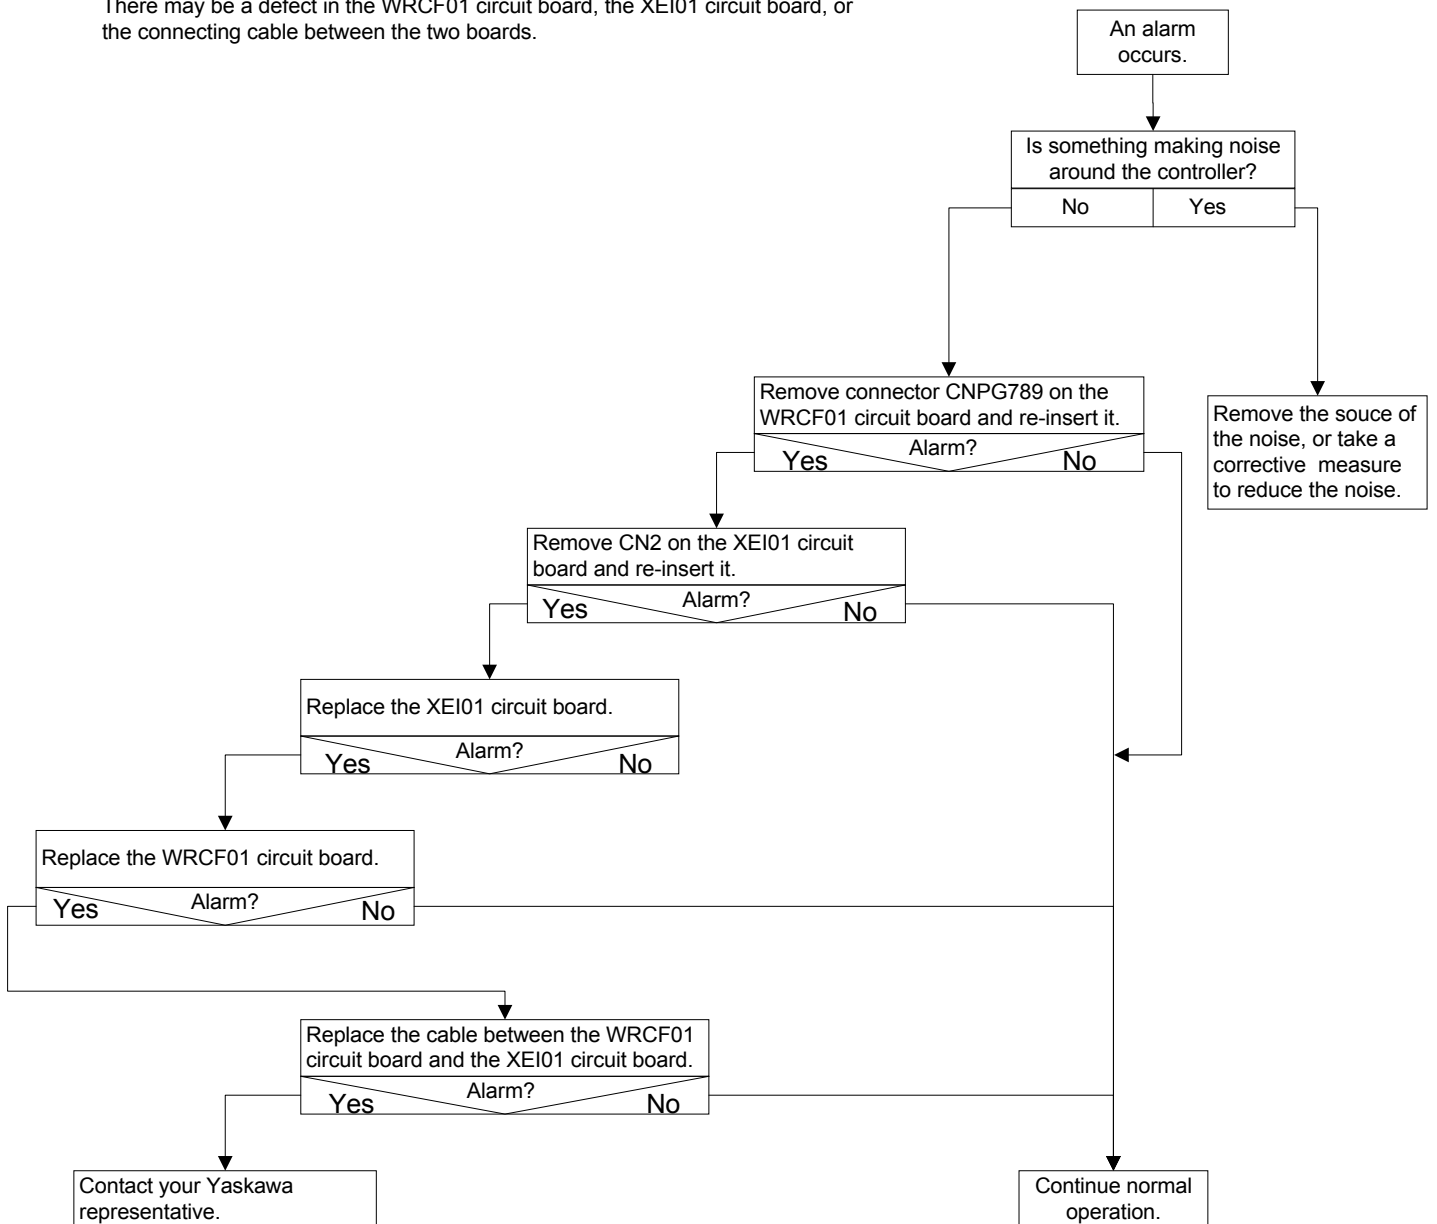 There may be a defect in the WRCF01 circuit board, the XEI01 circuit board, or
the connecting cable between the two boards.
An alarm
occurs.
Is something making noise
around the controller?
No
Yes
Remove connector CNPG789 on the
WRCF01 circuit board and re-insert it.
Alarm?
Yes
No
Remove the souce of
the noise, or take a
corrective measure
to reduce the noise.
Remove CN2 on the XEI01 circuit
board and re-insert it.
Alarm?
Yes
No
Replace the XEI01 circuit board.
Alarm?
Yes
No
Replace the WRCF01 circuit board.
Alarm?
Yes
No
Replace the cable between the WRCF01
circuit board and the XEI01 circuit board.
Alarm?
Yes
No
Contact your Yaskawa
representative.
Continue normal
operation.